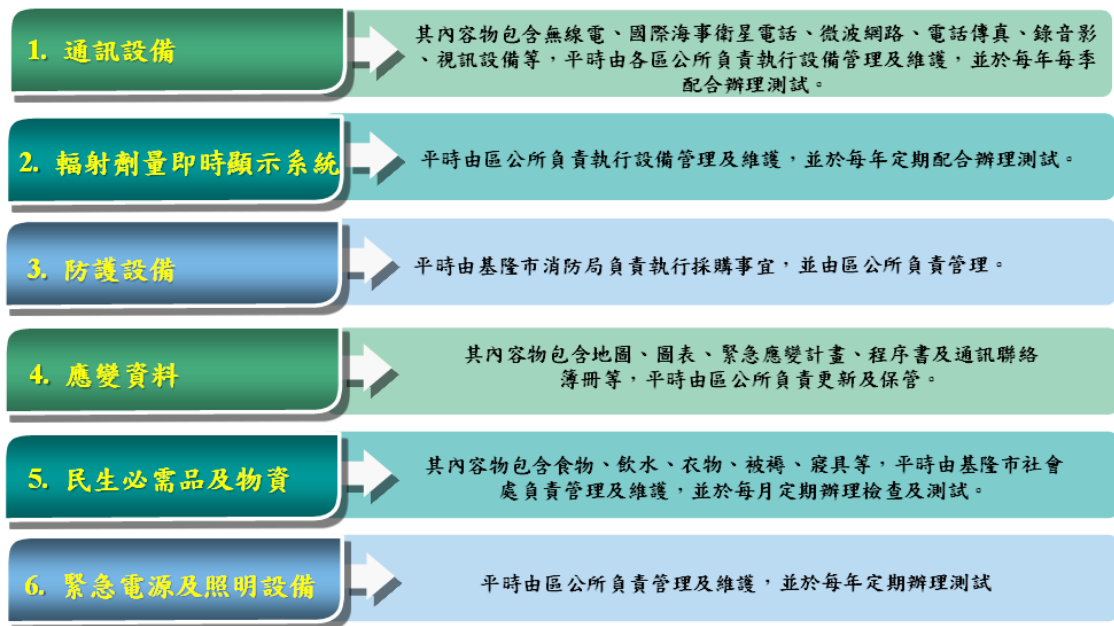 1. 通訊設備
其內容物包含無線電、國際海事衛星電話、微波網路、電話傳真、錄音影
、視訊設備等，平時由各區公所負責執行設備管理及維護，並於每年每季
配合辦理測試。
2. 輻射劑量即時顯示系統
平時由區公所負責執行設備管理及維護，並於每年定期配合辦理測試。
3. 防護設備
平時由基隆市消防局負責執行採購事宜，並由區公所負責管理。
4. 應變資料
其內容物包含地圖、圖表、緊急應變計畫、程序書及通訊聯絡
簿冊等，平時由區公所負責更新及保管。
5. 民生必需品及物資
其內容物包含食物、飲水、衣物、被褥、寢具等，平時由基隆市社會
處負責管理及維護，並於每月定期辦理檢查及測試。
6. 緊急電源及照明設備
平時由區公所負責管理及維護，並於每年定期辦理測試